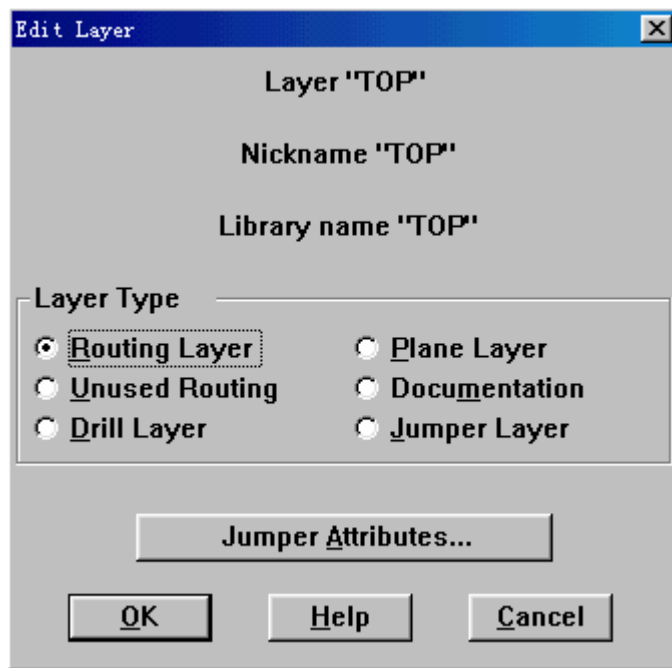 Edit Layer
Layer "TOP"
Nickname "TOP"
Library name "TOP"
Layer Type
Routing Layer Plane Layer
Unused Routing Documentation
Drill Layer Jumper Layer
Jumper Attributes...
OK Help Cancel